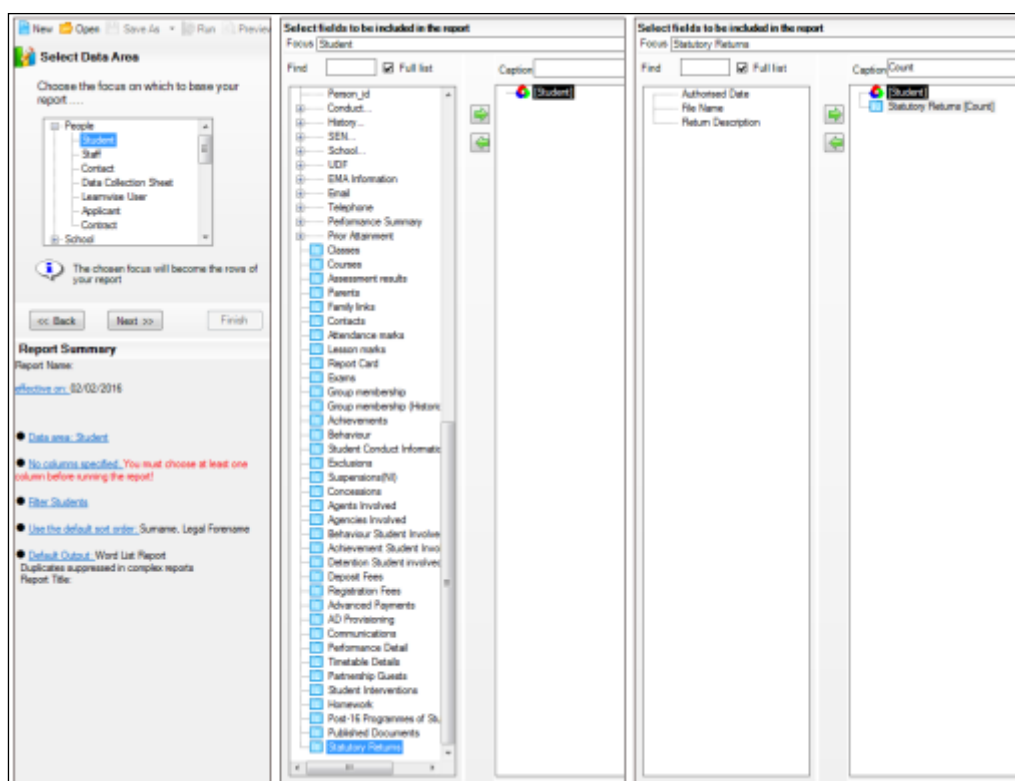 New Open Save As Run Preview
Select Data Area
Choose the focus on which to base your
report ....
People
Student
Staff
Contact
Data Collection Sheet
Learnwise User
Applicant
Contract
School
The chosen focus will become the rows of
your report
<< Back Next >> Finish
Report Summary
Report Name:
effective on: 02/02/2016
Data area: Student
No columns specified: You must choose at least one
column before running the report!
Filter Students
Use the default sort order: Surname, Legal Forename
Default Output: Word List Report
Duplicates suppressed in complex reports
Report Title:
Select fields to be included in the report
Focus Student
Find Full list Caption
Person_id
Conduct...
History...
SEN...
School...
UDF
EMA Information
Email
Telephone
Performance Summary
Prior Attainment
Classes
Courses
Assessment results
Parents
Family links
Contacts
Attendance marks
Lesson marks
Report Card
Exams
Group membership
Group membership (Historic
Achievements
Behaviour
Student Conduct Informatic
Exclusions
Suspensions(NI)
Concessions
Agents Involved
Agencies Involved
Behaviour Student Involve
Achievement Student Invo
Detention Student involved
Deposit Fees
Registration Fees
Advanced Payments
AD Provisioning
Communications
Performance Detail
Timetable Details
Partnership Guests
Student Interventions
Homework
Post-16 Programmes of Stu
Published Documents
Statutory Returns
[Student]
Select fields to be included in the report
Focus Statutory Returns
Find Full list Caption Count
Authorised Date
File Name
Return Description
[Student]
Statutory Returns [Count]